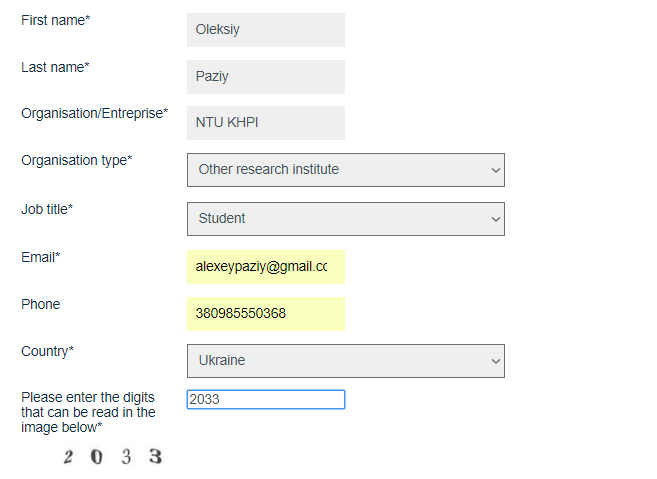 First name*
Oleksiy
Last name*
Paziy
Organisation/Entreprise*
NTU KHPI
Organisation type*
Other research institute
Job title*
Student
Email*
alexeypaziy@gmail.cc
Phone
380985550368
Country*
Ukraine
Please enter the digits
that can be read in the
image below*
2033
2 0 3 3